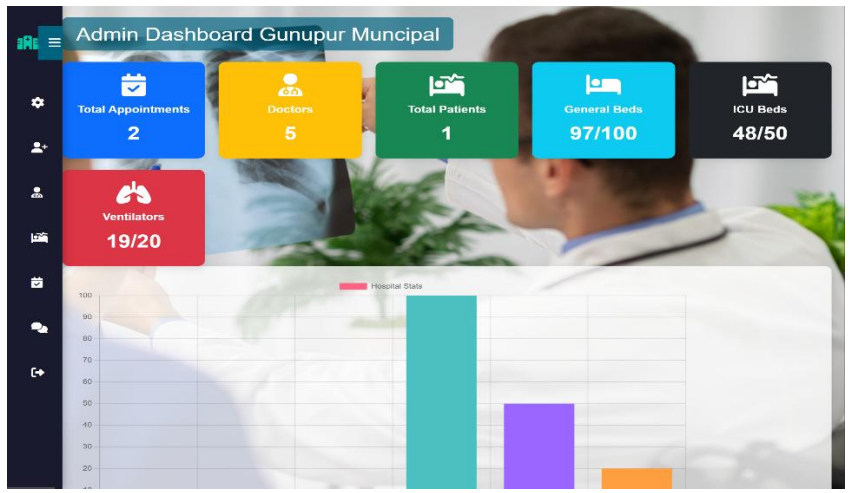 Admin Dashboard Gunupur Muncipal
Total Appointments
2
Doctors
5
Total Patients
1
General Beds
97/100
ICU Beds
48/50
Ventilators
19/20
Hospital Stats
100
90
80
70
60
50
40
30
20